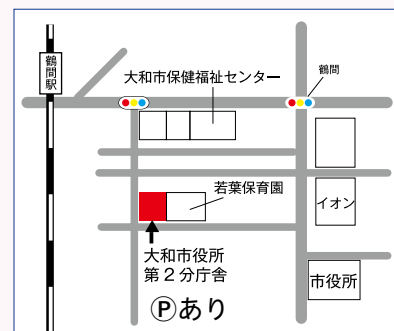 鶴間駅
大和市保健福祉センター
鶴間
若葉保育園
イオン
大和市役所
第2分庁舎
市役所
Ⓟあり